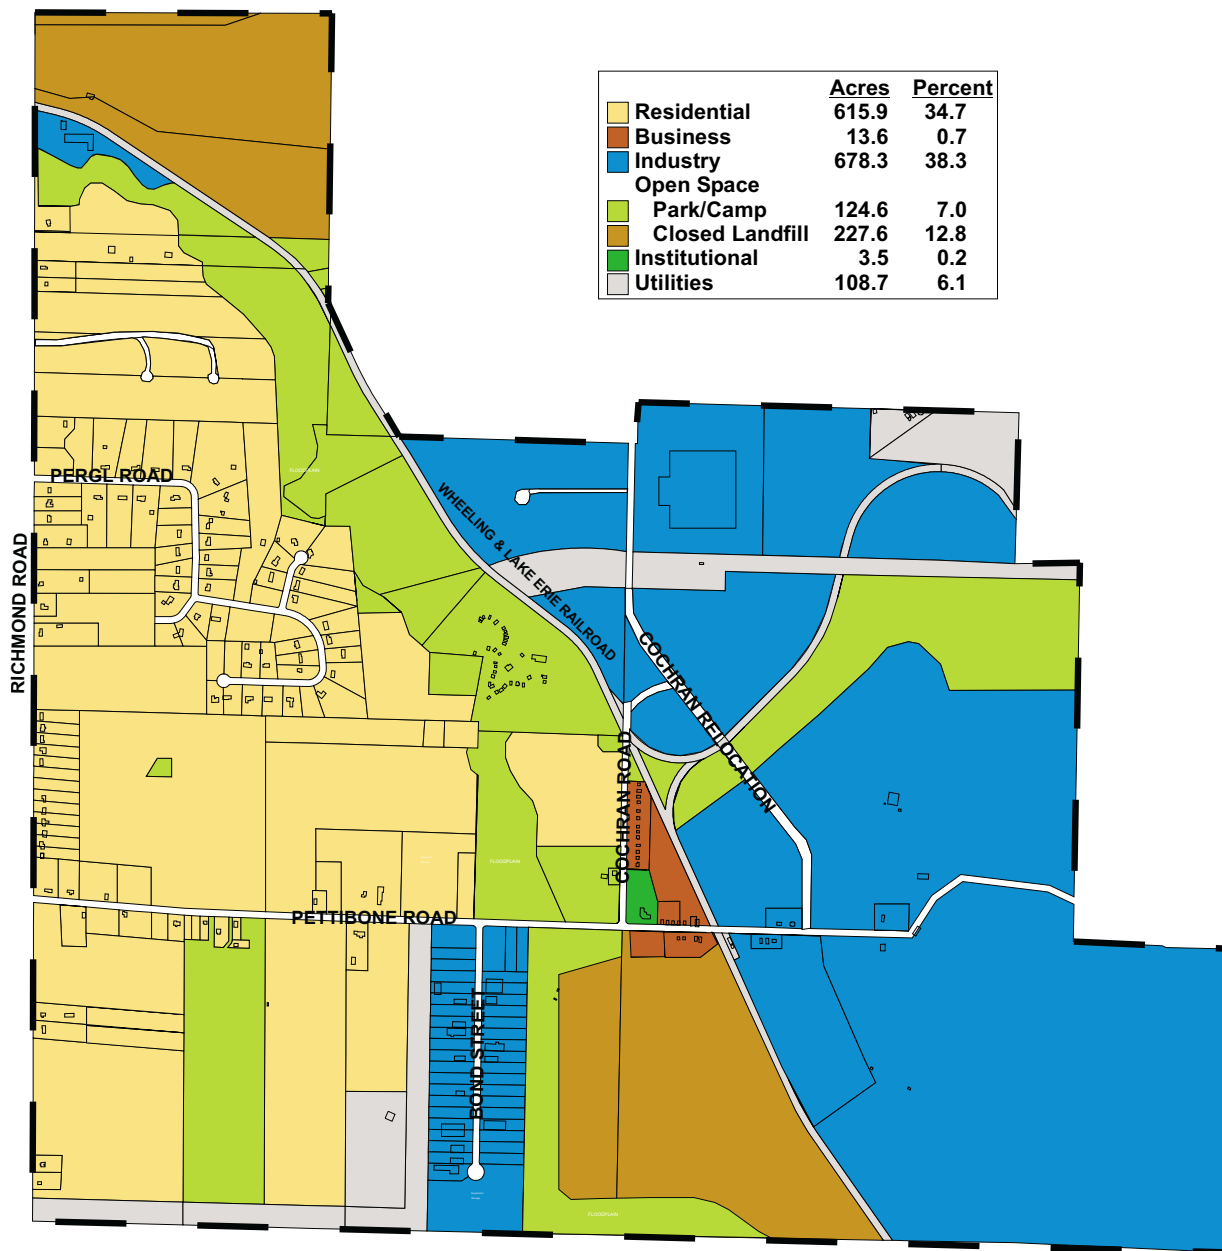 Acres Percent
Residential 615.9 34.7
Business 13.6 0.7
Industry 678.3 38.3
Open Space
Park/Camp 124.6 7.0
Closed Landfill 227.6 12.8
Institutional 3.5 0.2
Utilities 108.7 6.1
PERGL ROAD
FLOODPLAIN
RICHMOND ROAD
WHEELING & LAKE ERIE RAILROAD
COCHRAN RELOCATION
COCHRAN ROAD
FLOODPLAIN
PETTIBONE ROAD
BOND STREET
FLOODPLAIN